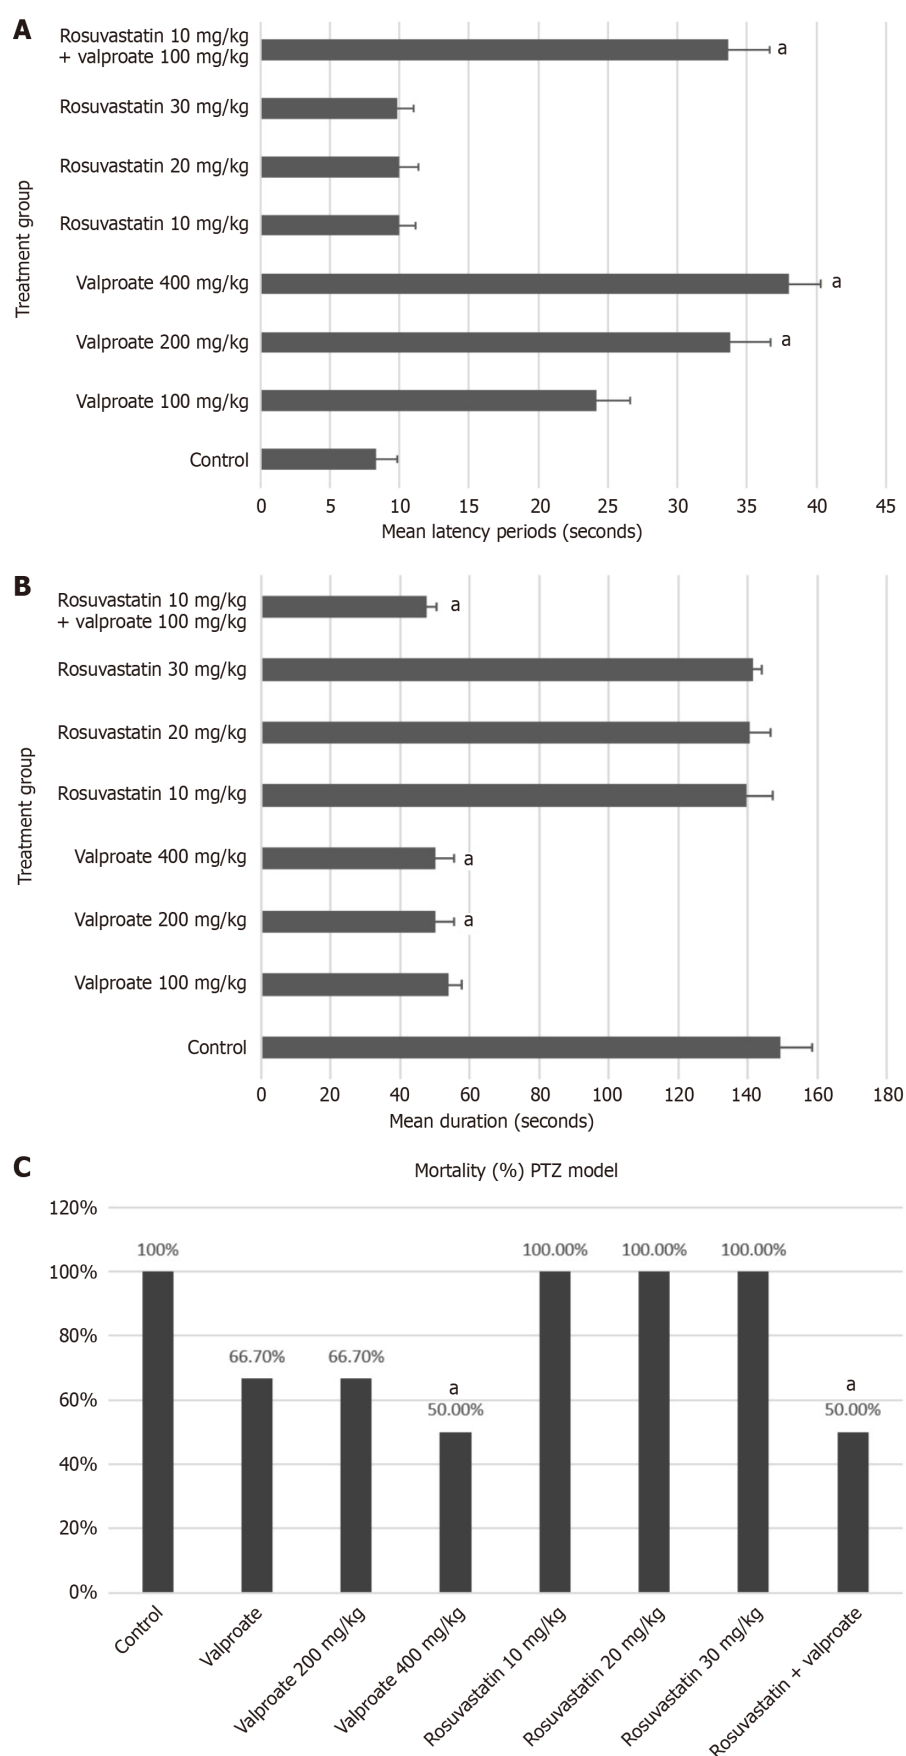 A
Rosuvastatin 10 mg/kg
+ valproate 100 mg/kg
a
Rosuvastatin 30 mg/kg
Rosuvastatin 20 mg/kg
Rosuvastatin 10 mg/kg
Valproate 400 mg/kg
a
Valproate 200 mg/kg
a
Valproate 100 mg/kg
Control
Treatment group
0 5 10 15 20 25 30 35 40 45
Mean latency periods (seconds)
B
Rosuvastatin 10 mg/kg
+ valproate 100 mg/kg
a
Rosuvastatin 30 mg/kg
Rosuvastatin 20 mg/kg
Rosuvastatin 10 mg/kg
Valproate 400 mg/kg
a
Valproate 200 mg/kg
a
Valproate 100 mg/kg
Control
Treatment group
0 20 40 60 80 100 120 140 160 180
Mean duration (seconds)
C
Mortality (%) PTZ model
120%
100%
80%
60%
40%
20%
0%
100%
66.70%
66.70%
a
50.00%
100.00%
100.00%
100.00%
a
50.00%
Control
Valproate
Valproate 200 mg/kg
Valproate 400 mg/kg
Rosuvastatin 10 mg/kg
Rosuvastatin 20 mg/kg
Rosuvastatin 30 mg/kg
Rosuvastatin + valproate